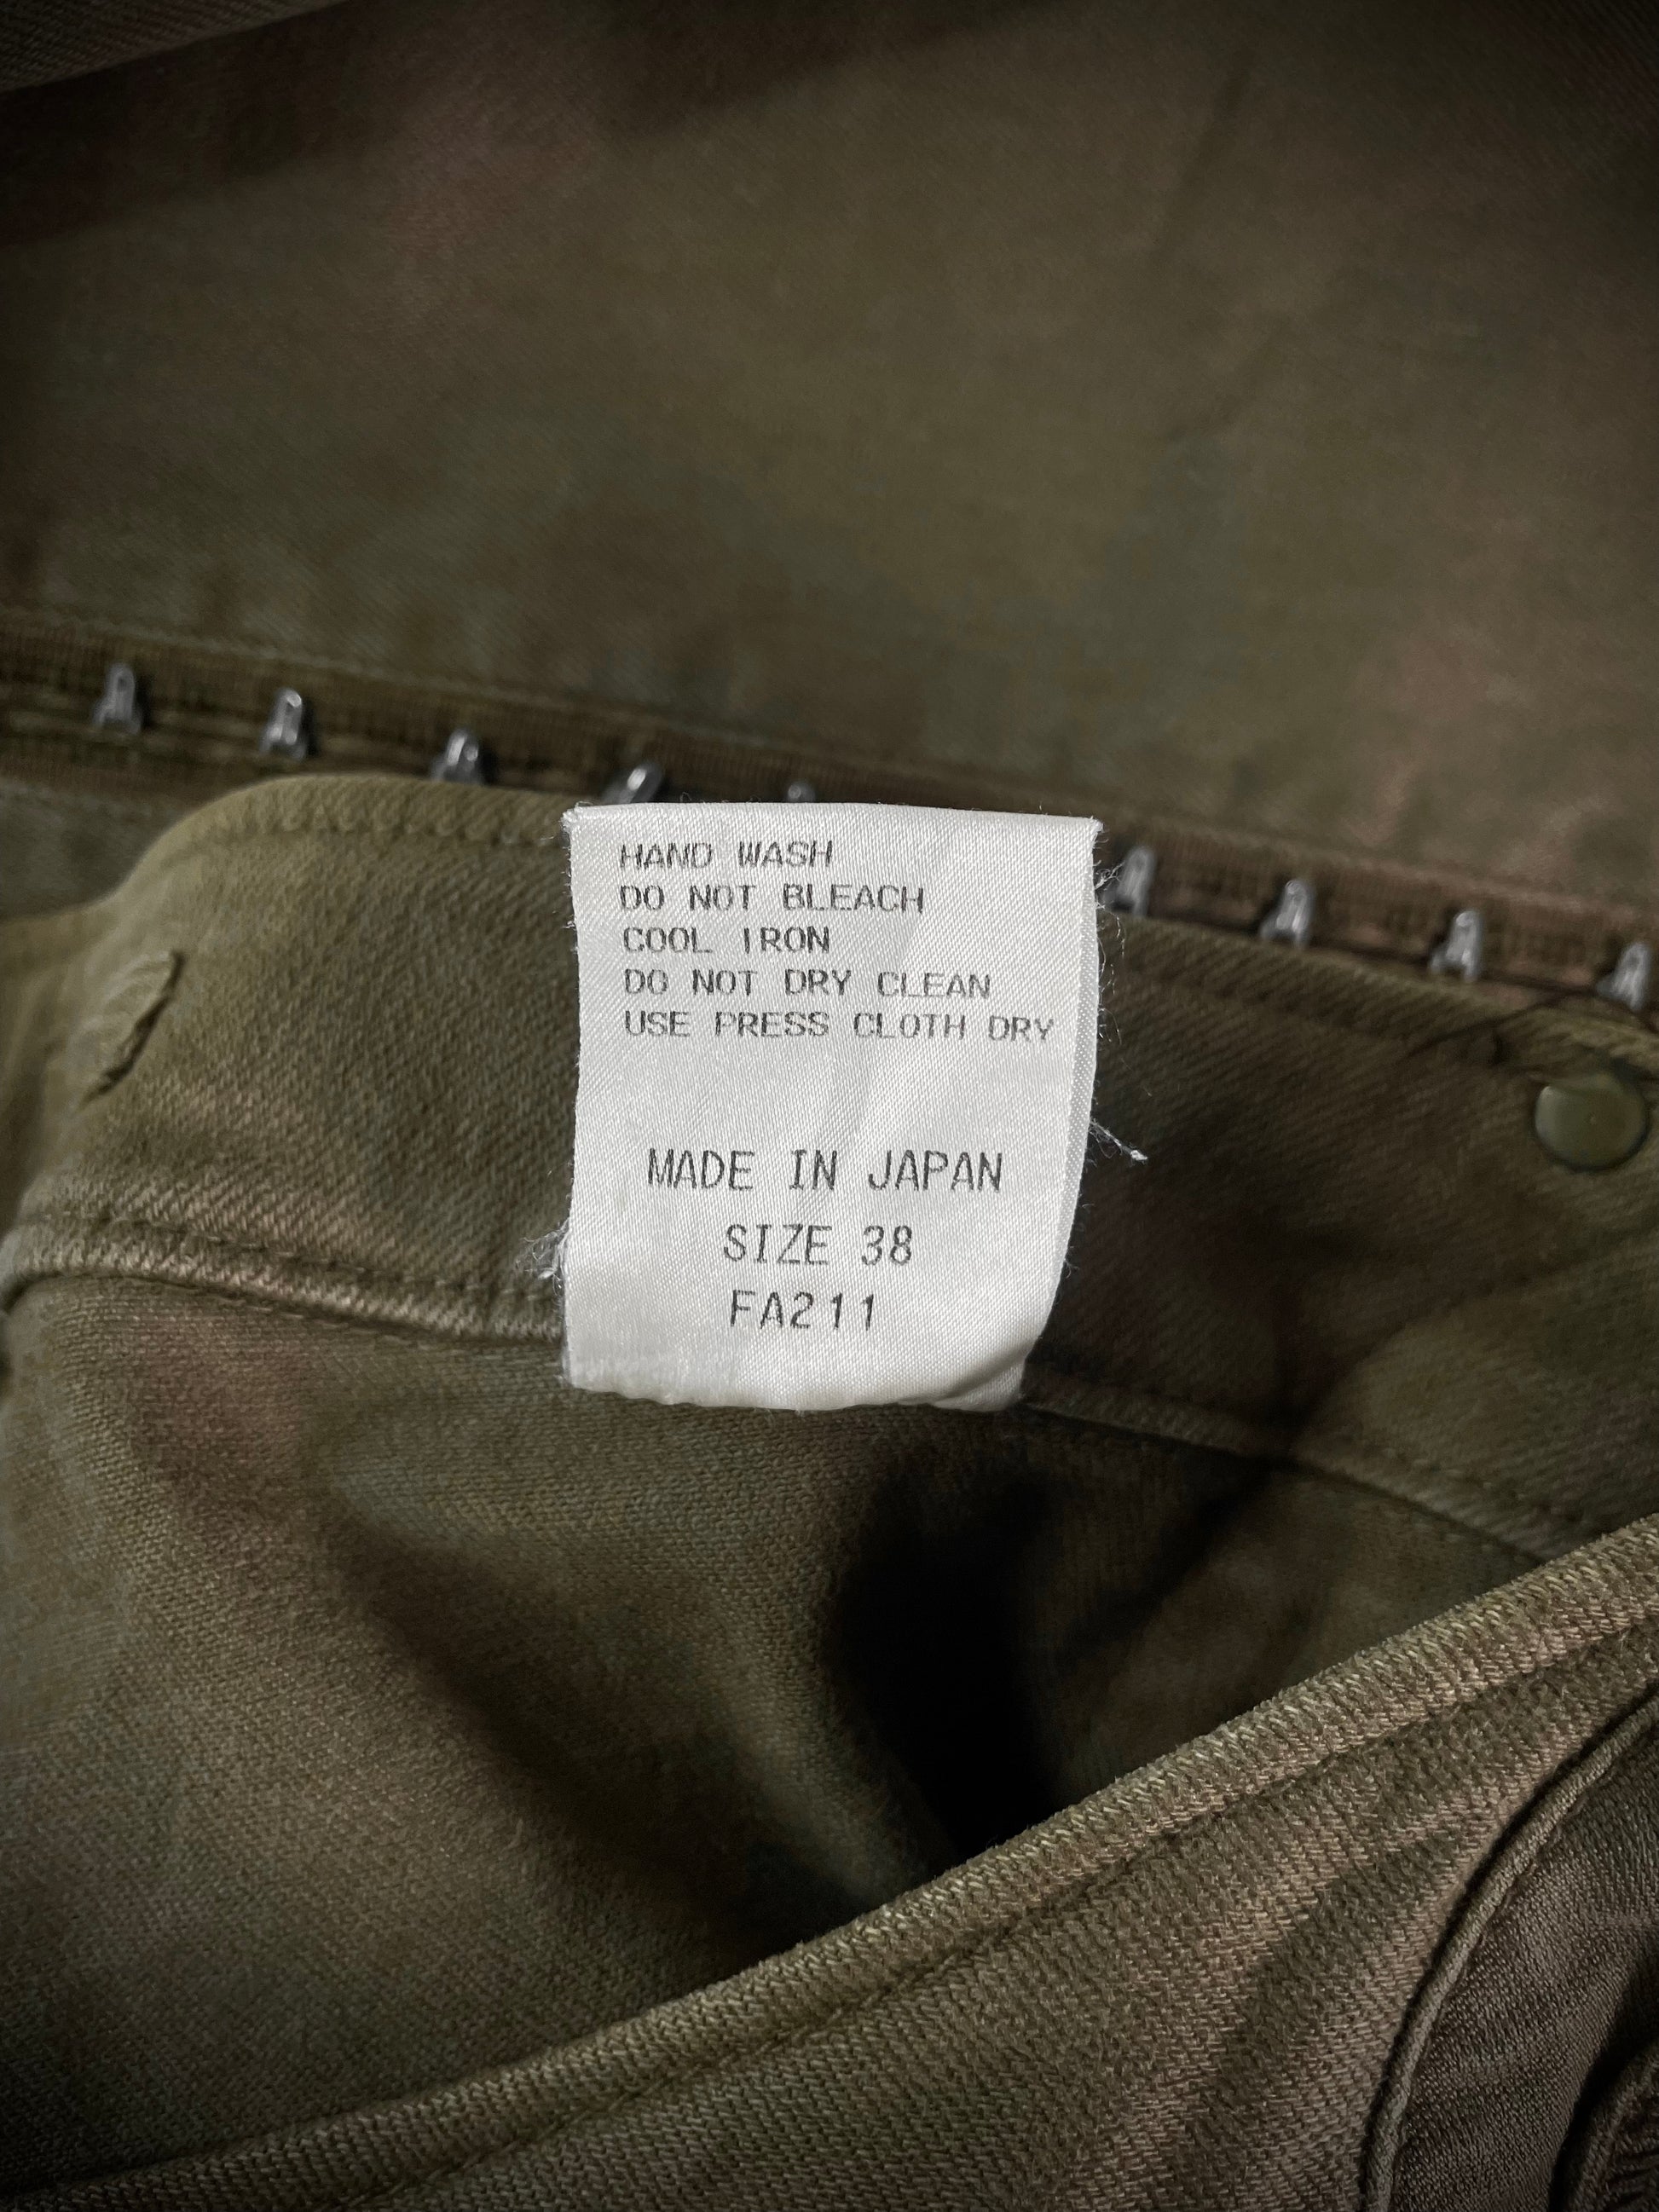 HAND WASH
DO NOT BLEACH
COOL IRON
DO NOT DRY CLEAN
USE PRESS CLOTH DRY
MADE IN JAPAN
SIZE 38
FA211